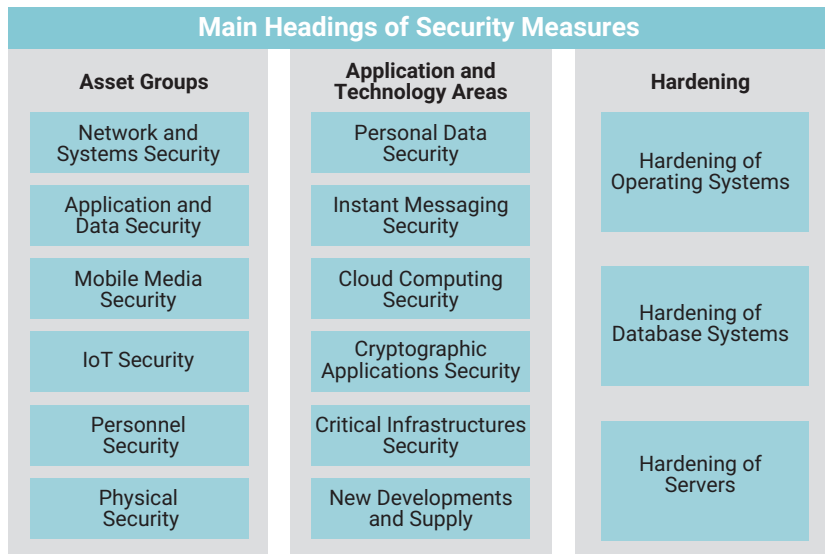 Main Headings of Security Measures
Asset Groups
Network and
Systems Security
Application and
Data Security
Mobile Media
Security
IoT Security
Personnel
Security
Physical
Security
Application and
Technology Areas
Personal Data
Security
Instant Messaging
Security
Cloud Computing
Security
Cryptographic
Applications Security
Critical Infrastructures
Security
New Developments
and Supply
Hardening
Hardening of
Operating Systems
Hardening of
Database Systems
Hardening of
Servers